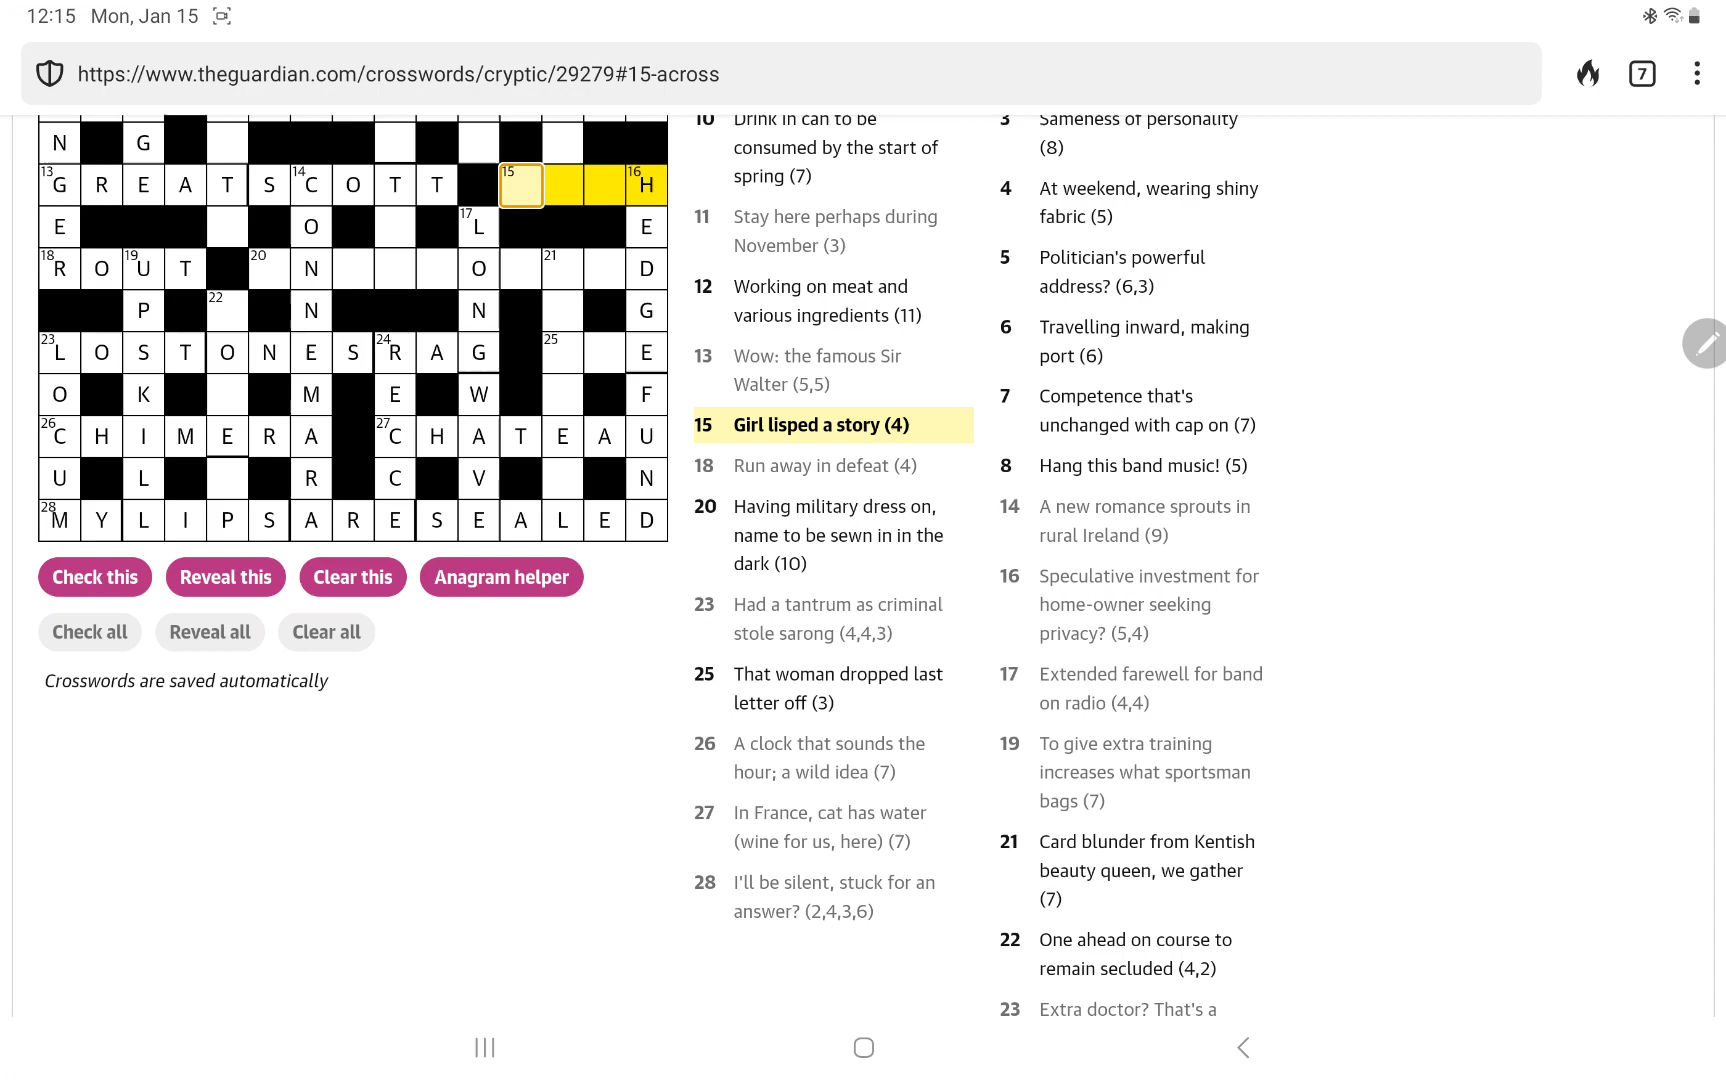 12:15 Mon, Jan 15
https://www.theguardian.com/crosswords/cryptic/29279#15-across
7
N G
13 G R E A T S 14 C O T T 15 16 H
E O 17 L E
18 R O 19 U T 20 N O 21 D
P 22 N N G
23 L O S T O N E S 24 R A G 25 E
O K M E W F
26 C H I M E R A 27 C H A T E A U
U L R C V N
28 M Y L I P S A R E S E A L E D
Check this
Reveal this
Clear this
Anagram helper
Check all
Reveal all
Clear all
Crosswords are saved automatically
10 Drink in can to be
consumed by the start of
spring (7)
11 Stay here perhaps during
November (3)
12 Working on meat and
various ingredients (11)
13 Wow: the famous Sir
Walter (5,5)
15 Girl lisped a story (4)
18 Run away in defeat (4)
20 Having military dress on,
name to be sewn in in the
dark (10)
23 Had a tantrum as criminal
stole sarong (4,4,3)
25 That woman dropped last
letter off (3)
26 A clock that sounds the
hour; a wild idea (7)
27 In France, cat has water
(wine for us, here) (7)
28 I'll be silent, stuck for an
answer? (2,4,3,6)
3 Sameness of personality
(8)
4 At weekend, wearing shiny
fabric (5)
5 Politician's powerful
address? (6,3)
6 Travelling inward, making
port (6)
7 Competence that's
unchanged with cap on (7)
8 Hang this band music! (5)
14 A new romance sprouts in
rural Ireland (9)
16 Speculative investment for
home-owner seeking
privacy? (5,4)
17 Extended farewell for band
on radio (4,4)
19 To give extra training
increases what sportsman
bags (7)
21 Card blunder from Kentish
beauty queen, we gather
(7)
22 One ahead on course to
remain secluded (4,2)
23 Extra doctor? That's a